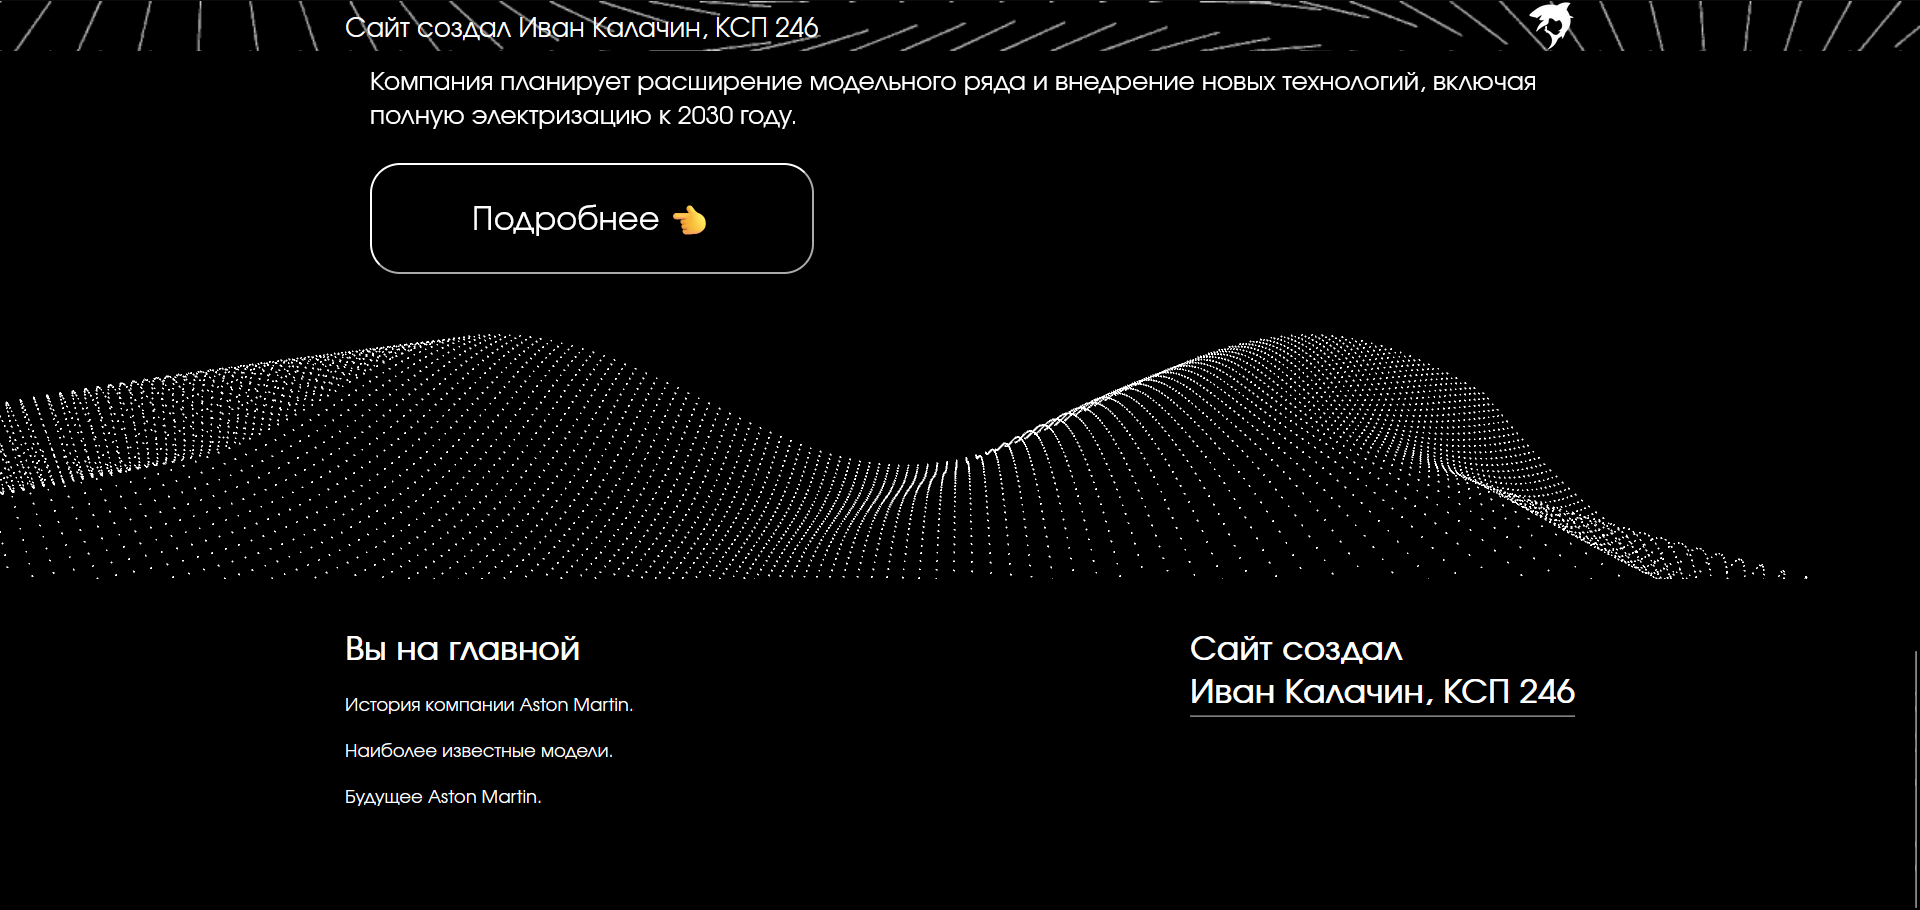 Сайт создал Иван Калачин, КСП 246
Компания планирует расширение модельного ряда и внедрение новых технологий, включая
полную электризацию к 2030 году.
Подробнее 👈
Вы на главной
История компании Aston Martin.
Наиболее известные модели.
Будущее Aston Martin.
Сайт создал
Иван Калачин, КСП 246